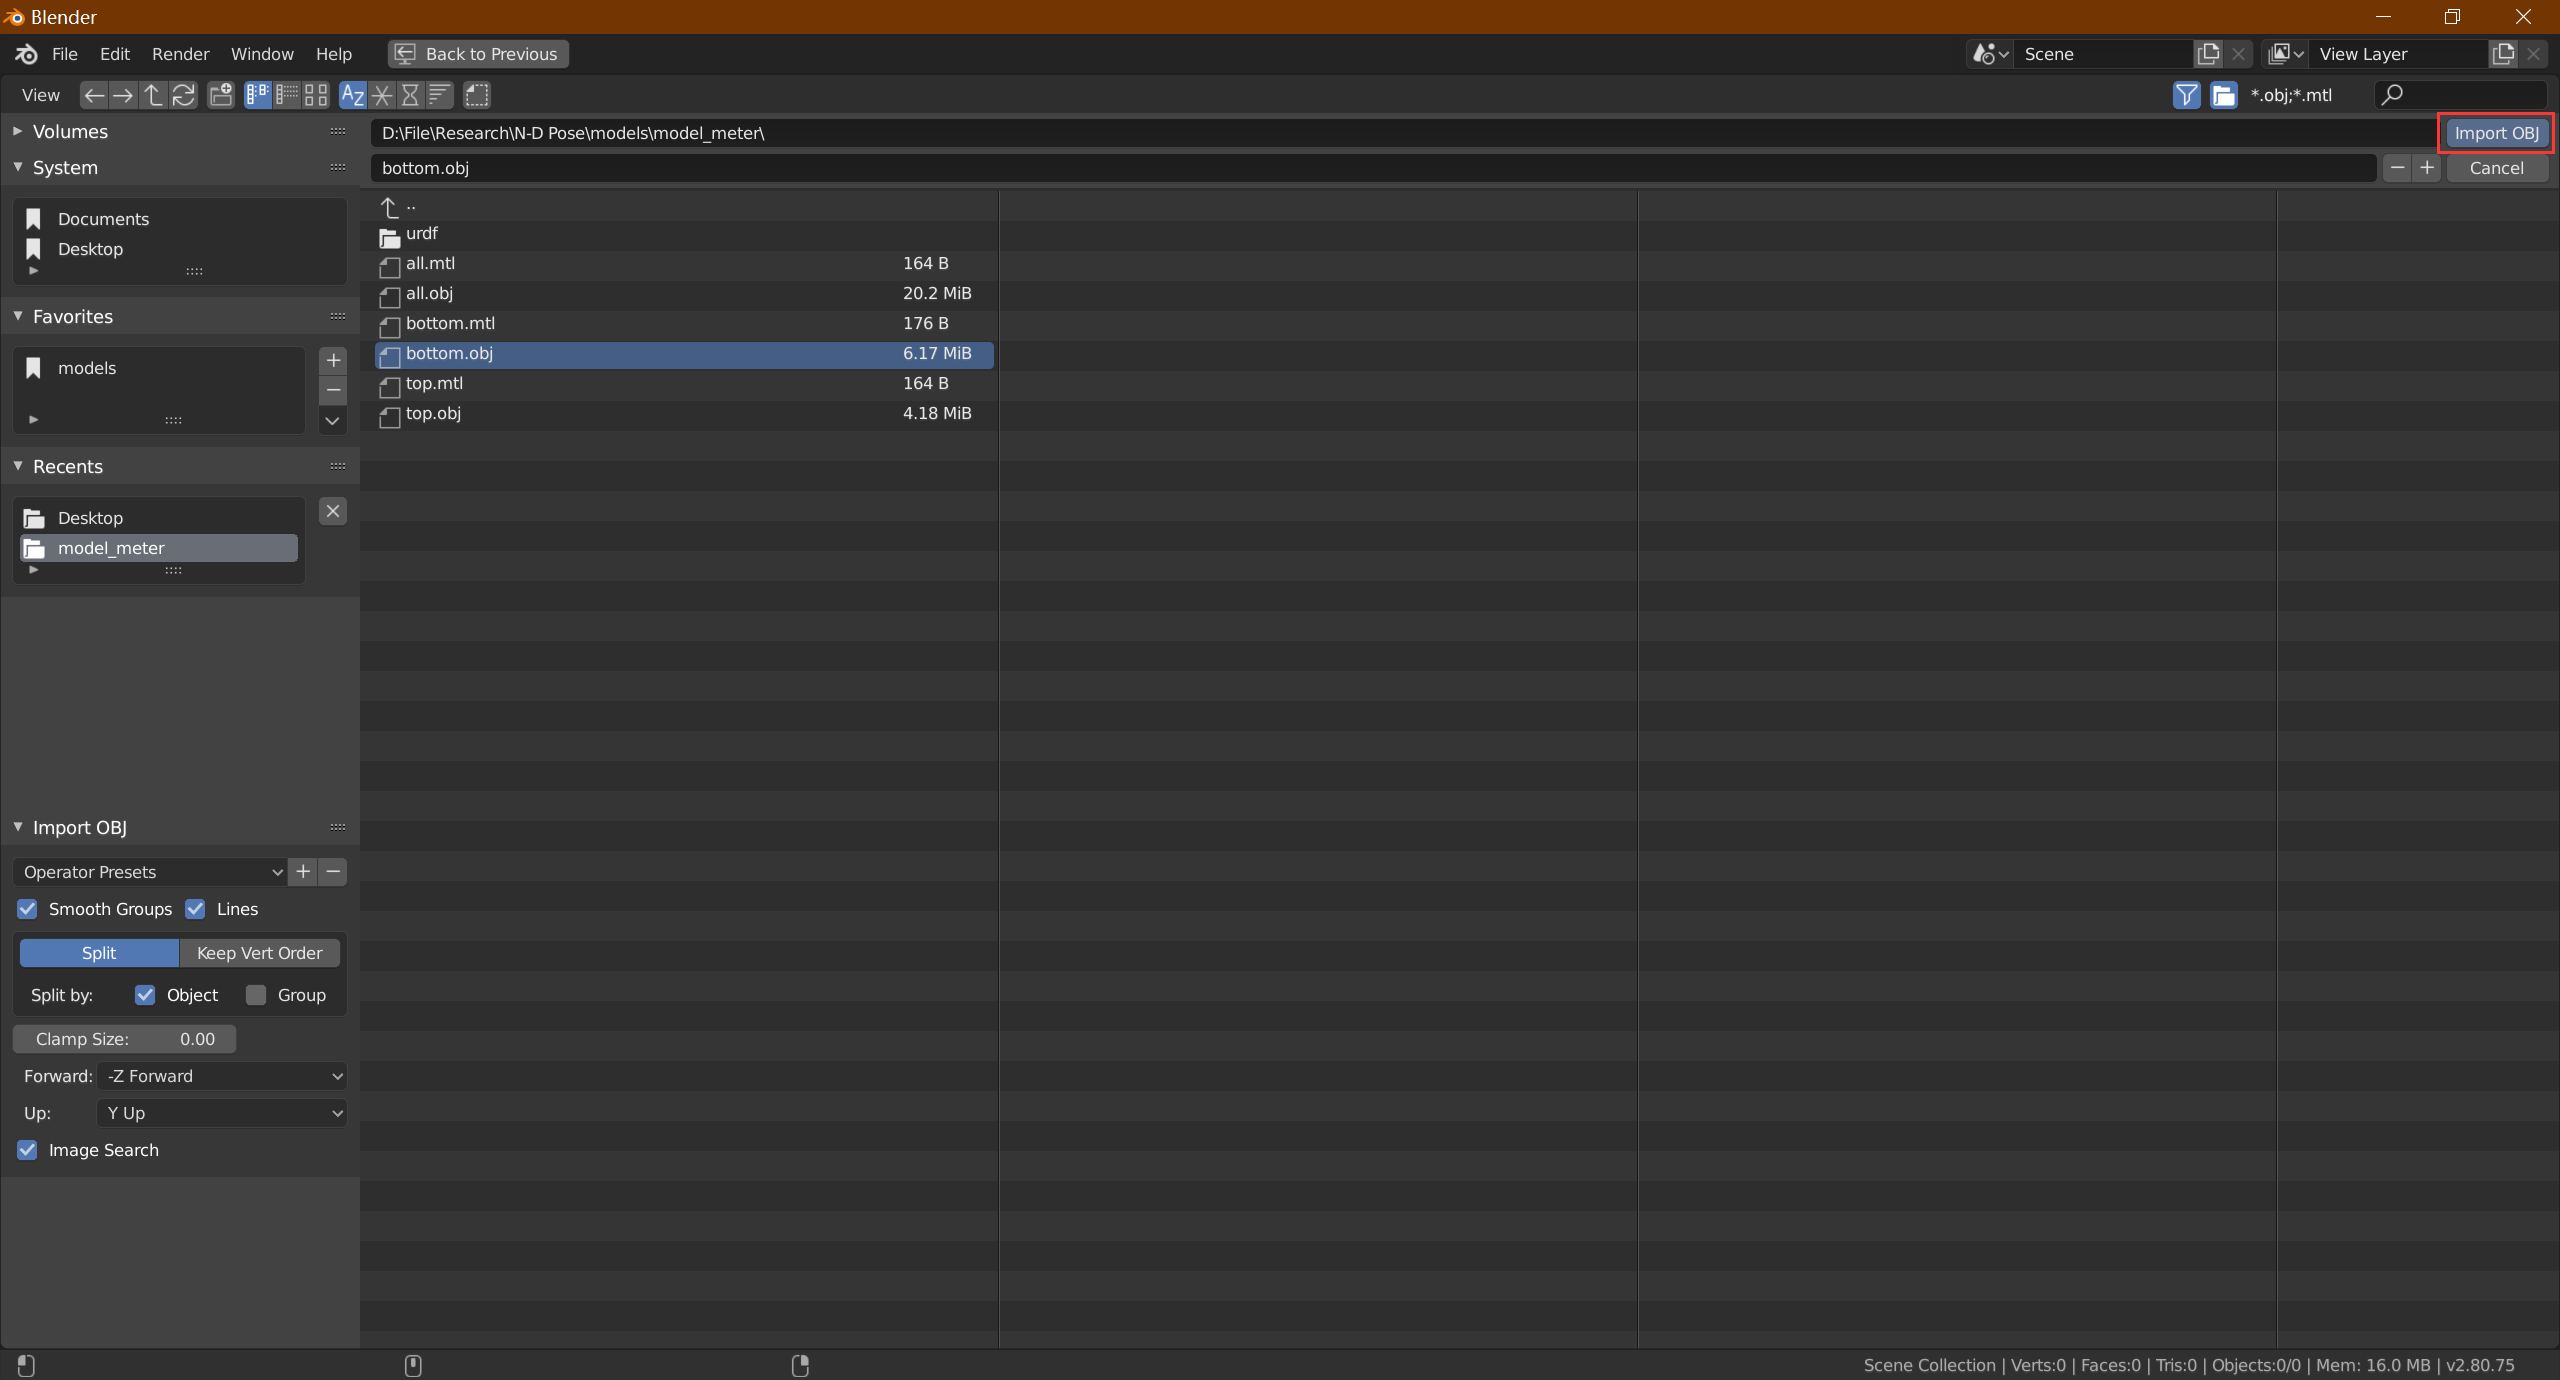 Blender
File Edit Render Window Help Back to Previous Scene View Layer
View *.obj;*.mtl
Volumes
D:\File\Research\N-D Pose\models\model_meter\ Import OBJ
System
bottom.obj Cancel
Documents
Desktop
Favorites
models
Recents
Desktop
model_meter
..
urdf
all.mtl 164 B
all.obj 20.2 MiB
bottom.mtl 176 B
bottom.obj 6.17 MiB
top.mtl 164 B
top.obj 4.18 MiB
Import OBJ
Operator Presets
Smooth Groups Lines
Split Keep Vert Order
Split by: Object Group
Clamp Size: 0.00
Forward: -Z Forward
Up: Y Up
Image Search
Scene Collection | Verts:0 | Faces:0 | Tris:0 | Objects:0/0 | Mem: 16.0 MB | v2.80.75